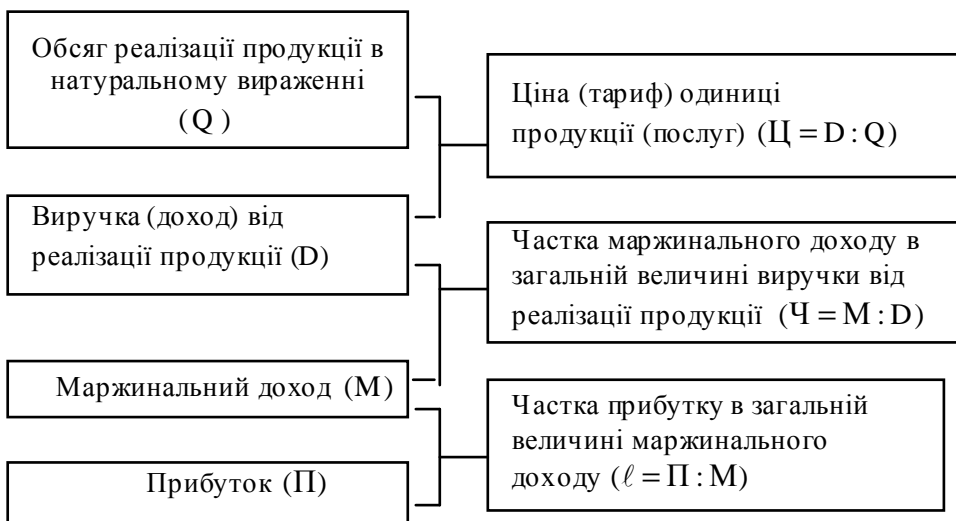 Обсяг реалізації продукції в
натуральному вираженні
(Q)
Ціна (тариф) одиниці
продукції (послуг) (Ц = D : Q)
Виручка (доход) від
реалізації продукції (D)
Частка маржинального доходу в
загальній величині виручки від
реалізації продукції (Ч = М : D)
Маржинальний доход (М)
Частка прибутку в загальній
величині маржинального
доходу (ℓ = П : М)
Прибуток (П)